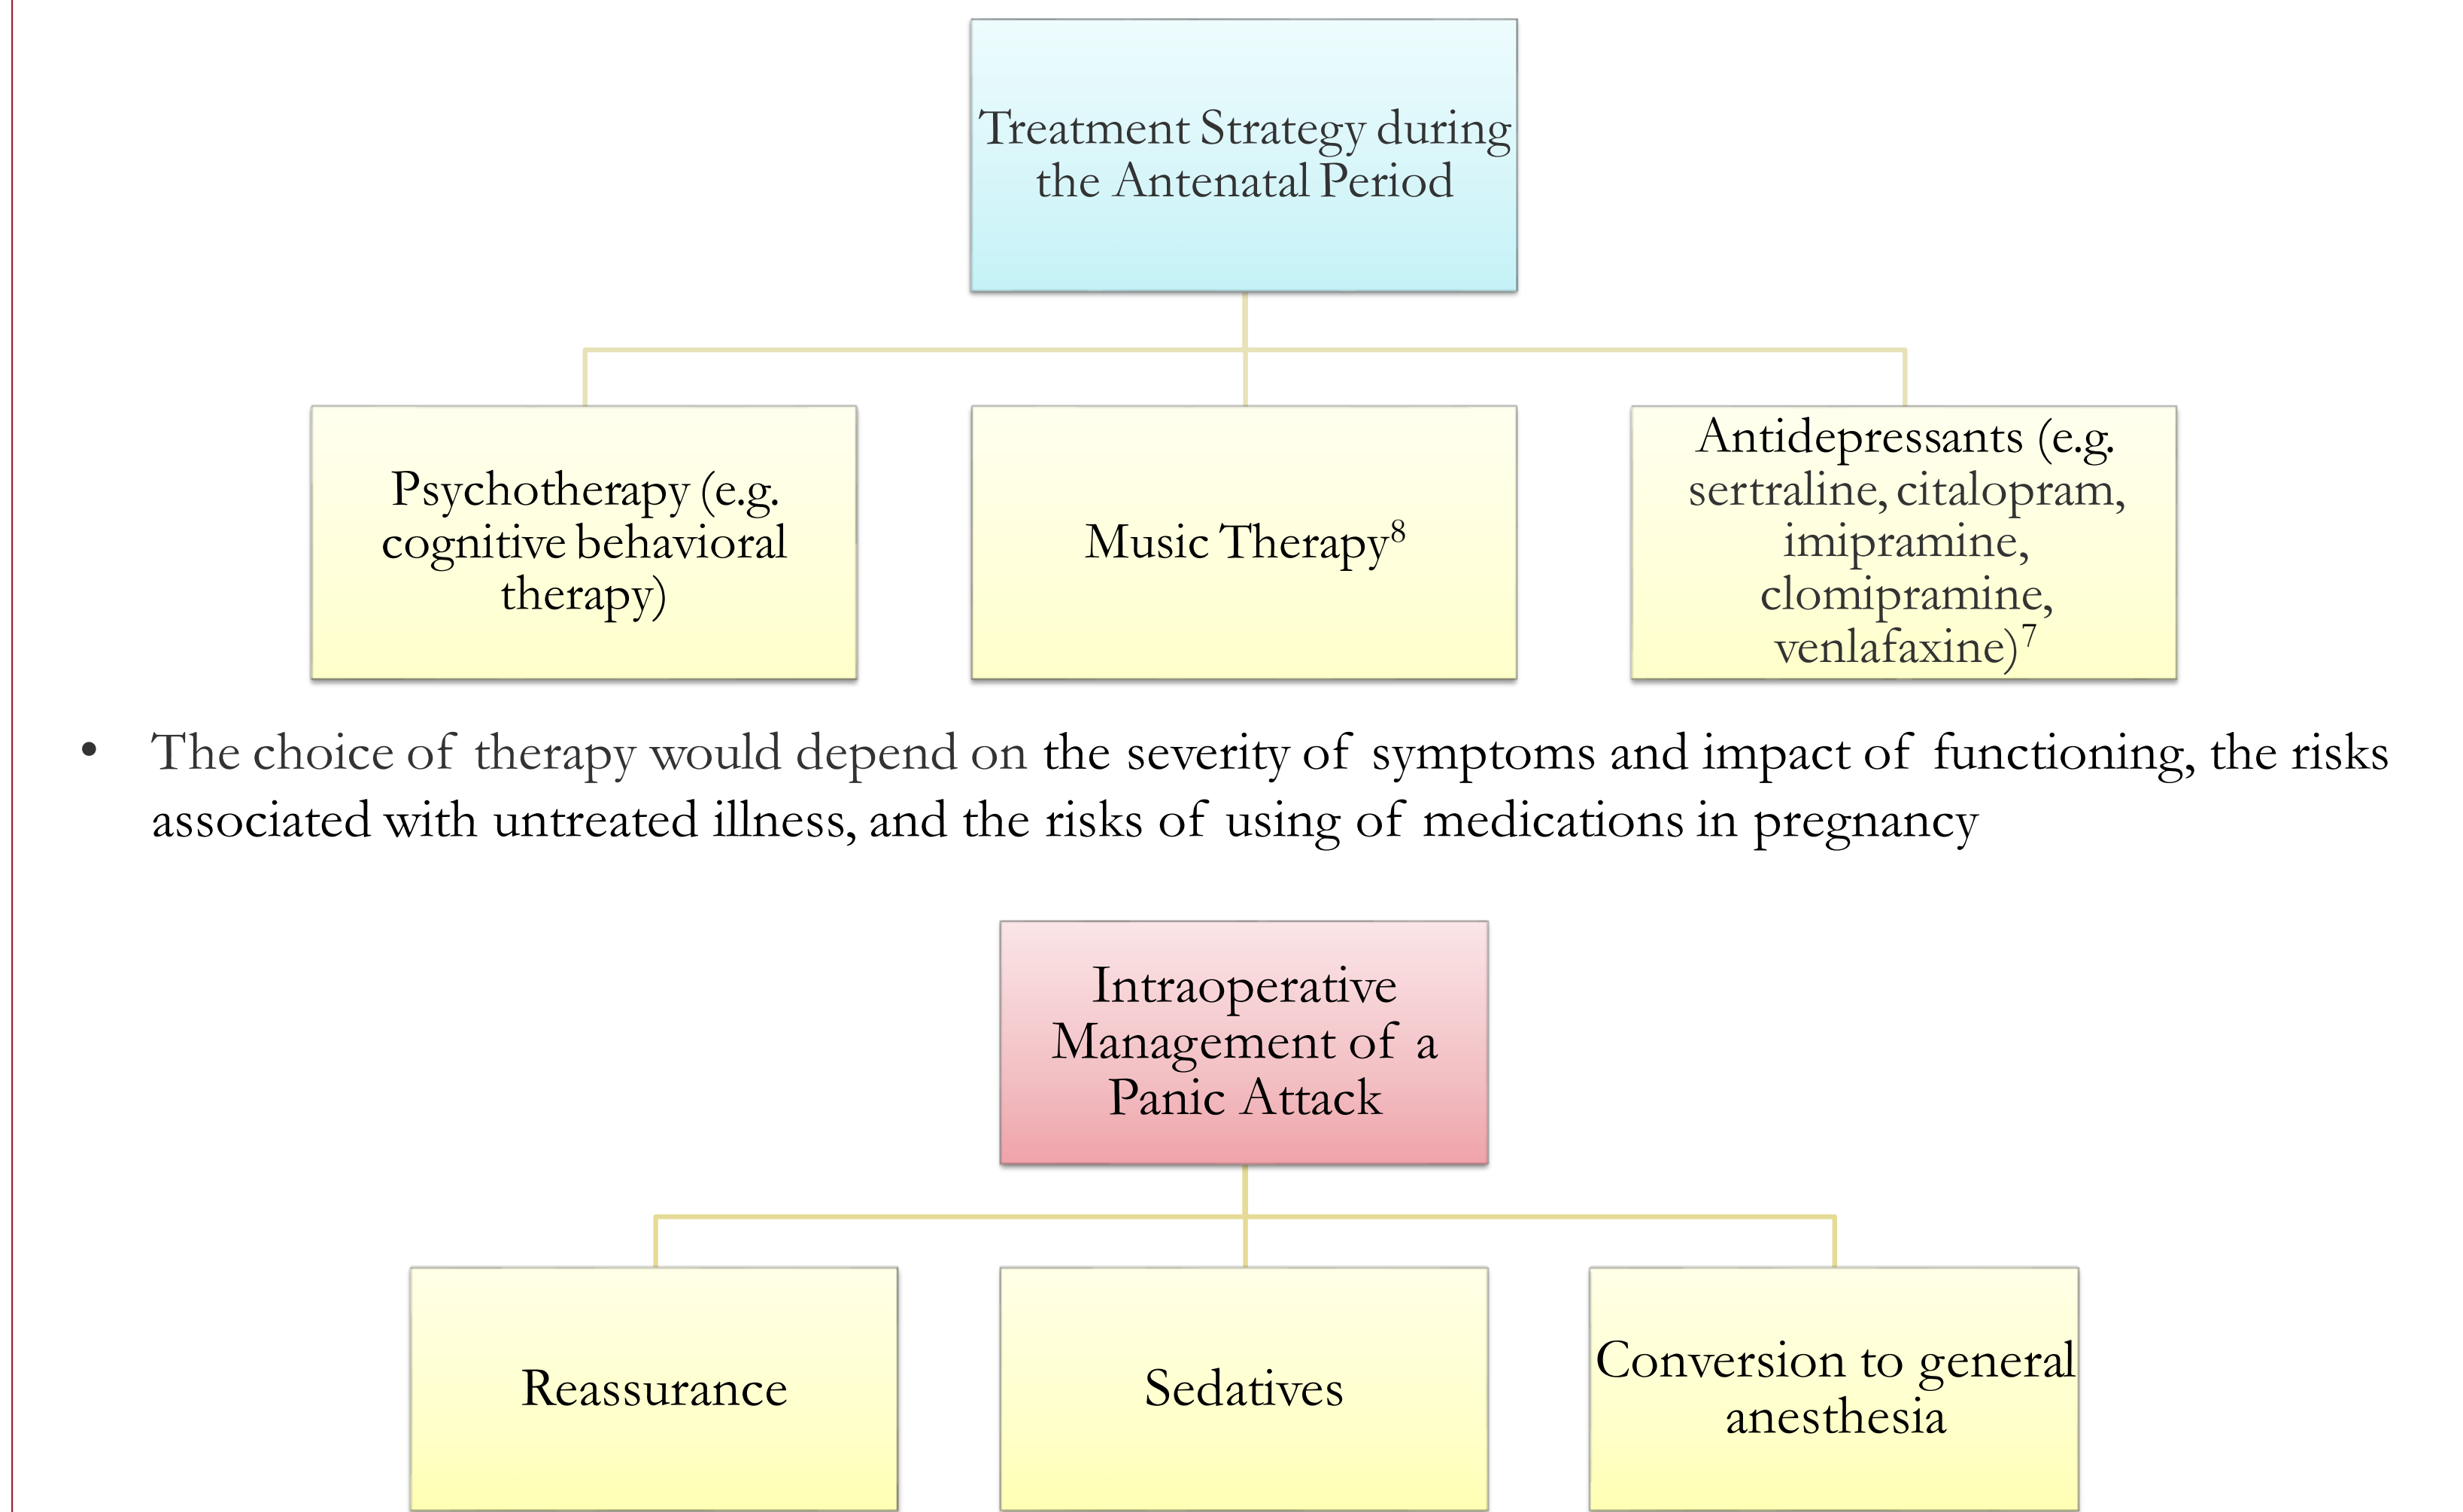 Treatment Strategy during
the Antenatal Period
Psychotherapy (e.g.
cognitive behavioral
therapy)
Music Therapy⁸
Antidepressants (e.g.
sertraline, citalopram,
imipramine,
clomipramine,
venlafaxine)⁷
• The choice of therapy would depend on the severity of symptoms and impact of functioning, the risks
associated with untreated illness, and the risks of using of medications in pregnancy
Intraoperative
Management of a
Panic Attack
Reassurance
Sedatives
Conversion to general
anesthesia